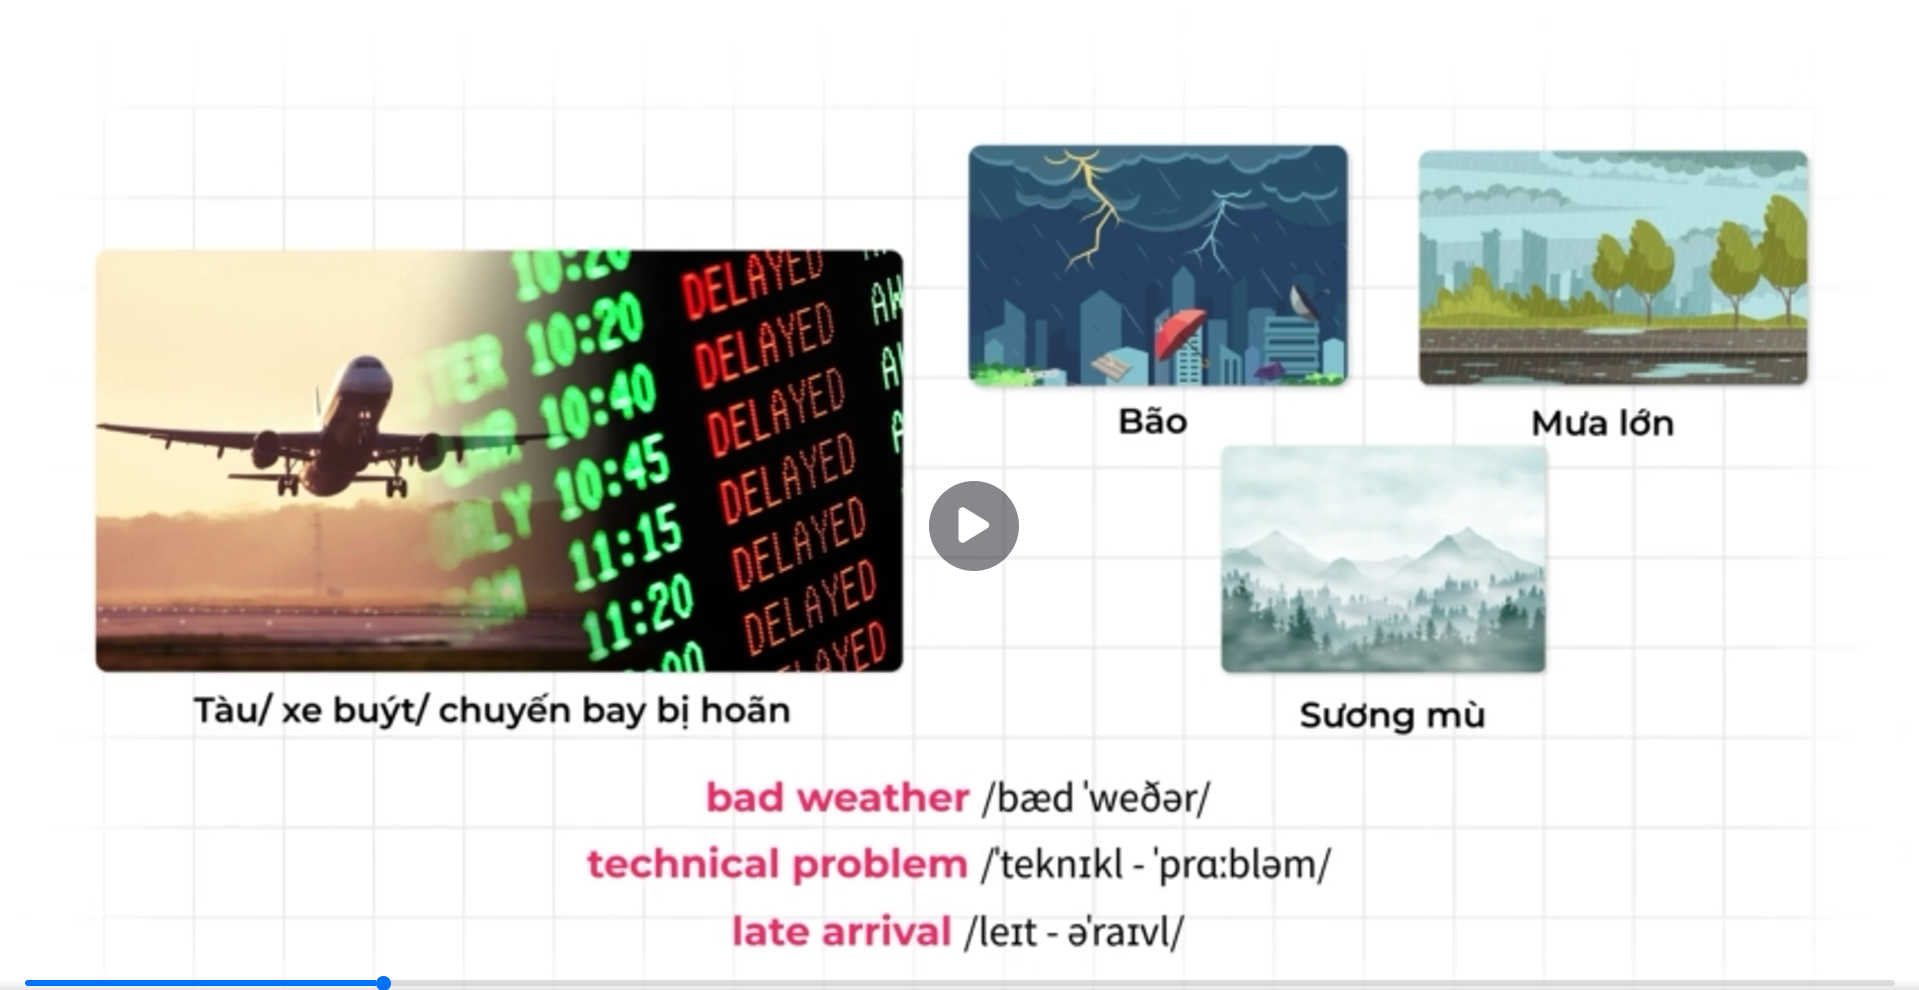 10:20
10:20 DELAYED
10:40 DELAYED
10:45 DELAYED
11:15 DELAYED
11:20 DELAYED
DELAYED
Bão
Mưa lớn
Tàu/ xe buýt/ chuyến bay bị hoãn
Sương mù
bad weather /bæd ˈweðər/
technical problem /ˈteknɪkl - ˈprɑːbləm/
late arrival /leɪt - əˈraɪvl/